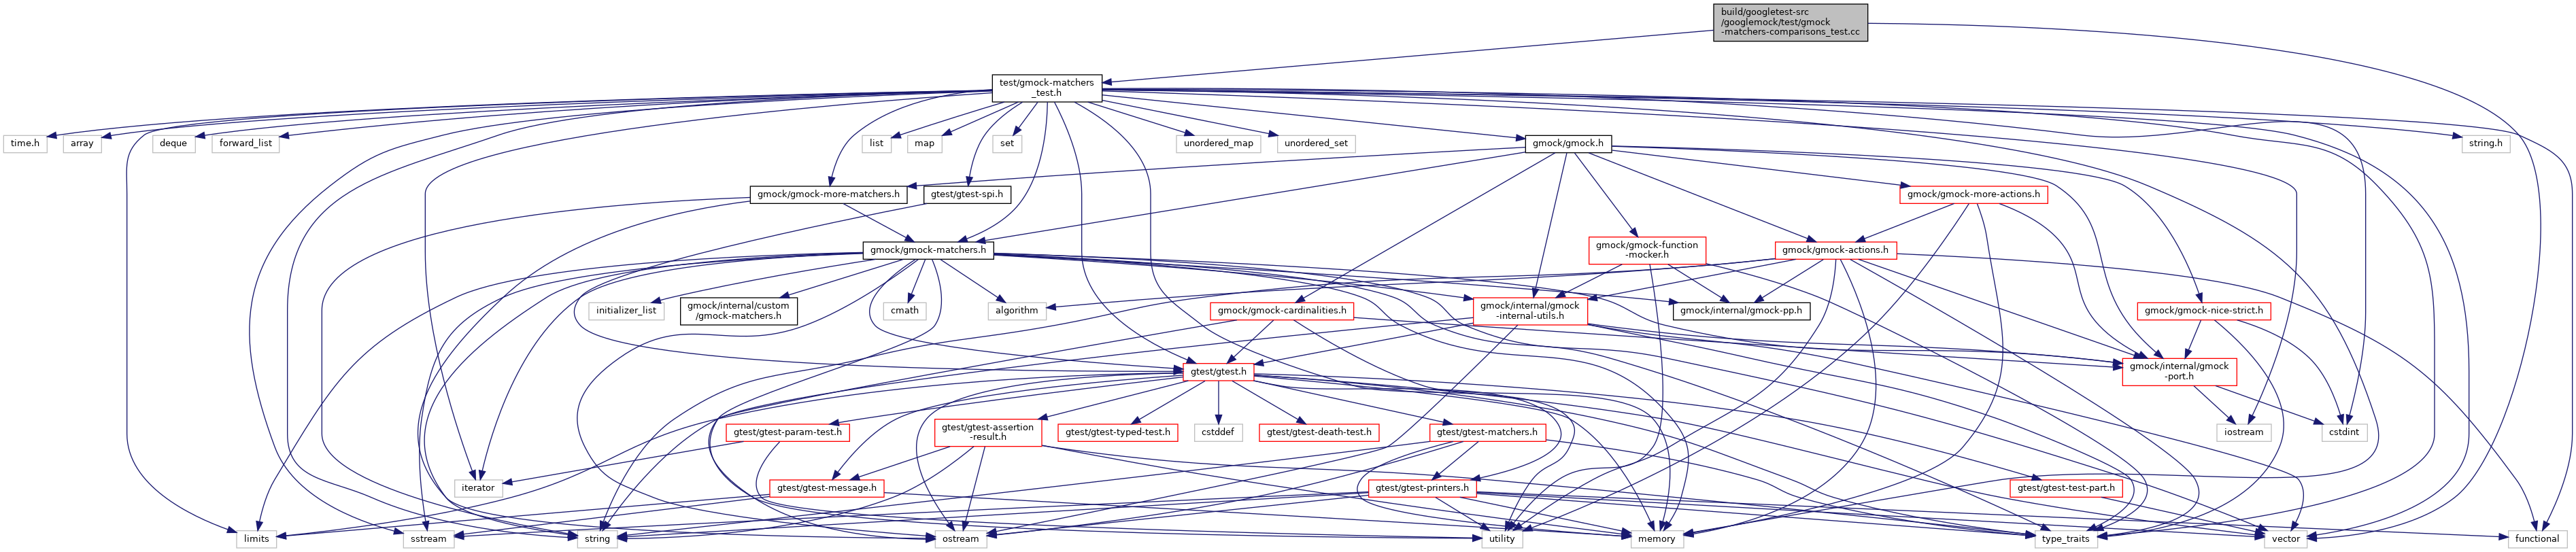 build/googletest-src
/googlemock/test/gmock
-matchers-comparisons_test.cc
test/gmock-matchers
_test.h
time.h
array
deque
forward_list
list
map
set
unordered_map
unordered_set
gmock/gmock.h
string.h
gmock/gmock-more-matchers.h
gtest/gtest-spi.h
gmock/gmock-more-actions.h
gmock/gmock-matchers.h
gmock/gmock-function
-mocker.h
gmock/gmock-actions.h
initializer_list
gmock/internal/custom
/gmock-matchers.h
cmath
algorithm
gmock/gmock-cardinalities.h
gmock/internal/gmock
-internal-utils.h
gmock/internal/gmock-pp.h
gmock/gmock-nice-strict.h
gtest/gtest.h
gmock/internal/gmock
-port.h
gtest/gtest-param-test.h
gtest/gtest-assertion
-result.h
gtest/gtest-typed-test.h
cstddef
gtest/gtest-death-test.h
gtest/gtest-matchers.h
iostream
cstdint
iterator
gtest/gtest-message.h
gtest/gtest-printers.h
gtest/gtest-test-part.h
limits
sstream
string
ostream
utility
memory
type_traits
vector
functional